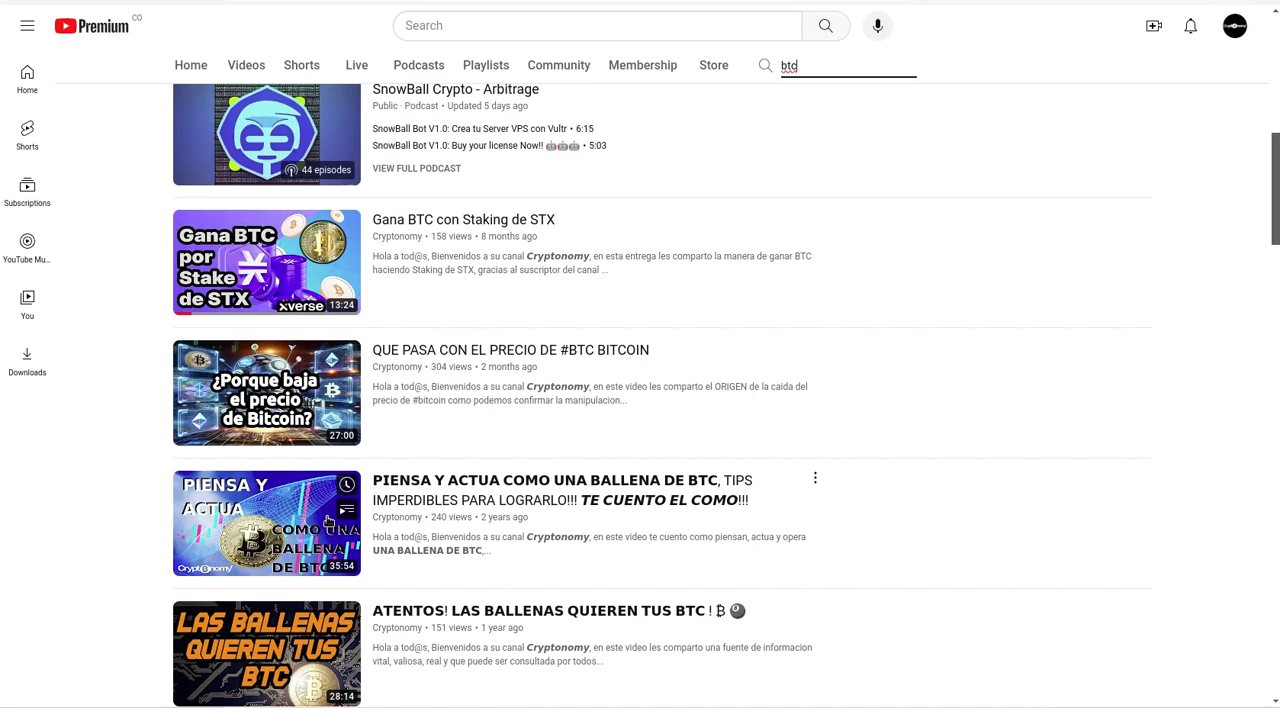 Premium CO
Search
Home Videos Shorts Live Podcasts Playlists Community Membership Store btc
Home
Shorts
Subscriptions
YouTube Mu...
You
Downloads
44 episodes
SnowBall Crypto - Arbitrage
Public · Podcast • Updated 5 days ago
SnowBall Bot V1.0: Crea tu Server VPS con Vultr • 6:15
SnowBall Bot V1.0: Buy your license Now!! 🤖🤖🤖 • 5:03
VIEW FULL PODCAST
Gana BTC
por
Stake
de STX
xverse
13:24
Gana BTC con Staking de STX
Cryptonomy • 158 views • 8 months ago
Hola a tod@s, Bienvenidos a su canal 𝘾𝙧𝙮𝙥𝙩𝙤𝙣𝙤𝙢𝙮, en esta entrega les comparto la manera de ganar BTC
haciendo Staking de STX, gracias al suscriptor del canal ...
¿Porque baja
el precio
de Bitcoin?
27:00
QUE PASA CON EL PRECIO DE #BTC BITCOIN
Cryptonomy • 304 views • 2 months ago
Hola a tod@s, Bienvenidos a su canal 𝘾𝙧𝙮𝙥𝙩𝙤𝙣𝙤𝙢𝙮, en este video les comparto el ORIGEN de la caida del
precio de #bitcoin como podemos confirmar la manipulacion...
PIENSA Y
ACTUA
COMO UNA
BALLENA
DE BTC
Cryptonomy
35:54
𝗣𝗜𝗘𝗡𝗦𝗔 𝗬 𝗔𝗖𝗧𝗨𝗔 𝗖𝗢𝗠𝗢 𝗨𝗡𝗔 𝗕𝗔𝗟𝗟𝗘𝗡𝗔 𝗗𝗘 𝗕𝗧𝗖, TIPS
IMPERDIBLES PARA LOGRARLO!!! 𝙏𝙀 𝘾𝙐𝙀𝙉𝙏𝙊 𝙀𝙇 𝘾𝙊𝙈𝙊!!!
Cryptonomy • 240 views • 2 years ago
Hola a tod@s, Bienvenidos a su canal 𝘾𝙧𝙮𝙥𝙩𝙤𝙣𝙤𝙢𝙮, en este video te cuento como piensan, actua y opera
𝗨𝗡𝗔 𝗕𝗔𝗟𝗟𝗘𝗡𝗔 𝗗𝗘 𝗕𝗧𝗖,...
LAS BALLENAS
QUIEREN TUS
BTC
28:14
𝗔𝗧𝗘𝗡𝗧𝗢𝗦! 𝗟𝗔𝗦 𝗕𝗔𝗟𝗟𝗘𝗡𝗔𝗦 𝗤𝗨𝗜𝗘𝗥𝗘𝗡 𝗧𝗨𝗦 𝗕𝗧𝗖 ! ₿ 🎱
Cryptonomy • 151 views • 1 year ago
Hola a tod@s, Bienvenidos a su canal 𝘾𝙧𝙮𝙥𝙩𝙤𝙣𝙤𝙢𝙮, en este video les comparto una fuente de informacion
vital, valiosa, real y que puede ser consultada por todos...